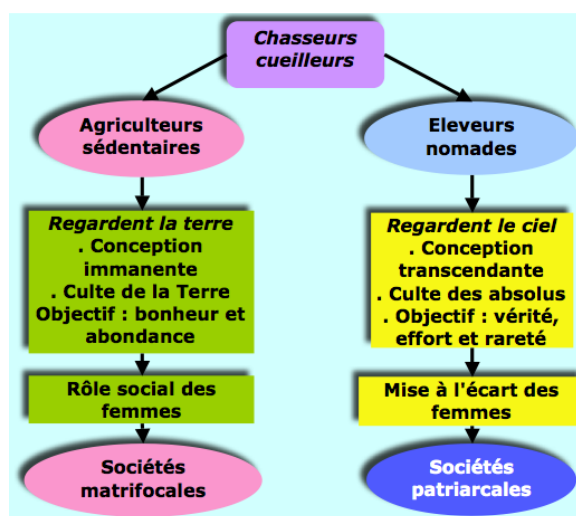 Chasseurs
cueilleurs
Agriculteurs
sédentaires
Eleveurs
nomades
Regardent la terre
. Conception
immanente
. Culte de la Terre
Objectif : bonheur et
abondance
Regardent le ciel
. Conception
transcendante
. Culte des absolus
. Objectif : vérité,
effort et rareté
Rôle social des
femmes
Mise à l'écart des
femmes
Sociétés
matrifocales
Sociétés
patriarcales